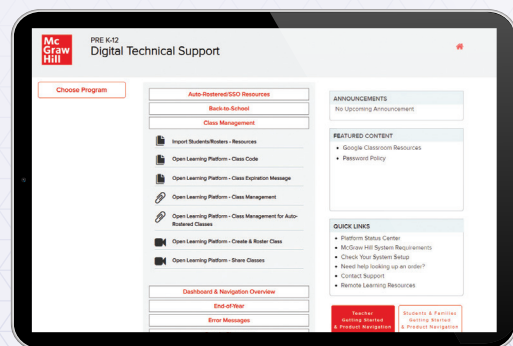 Mc
Graw
Hill
PRE K-12
Digital Technical Support
Choose Program
Auto-Rostered/SSO Resources
Back-to-School
Class Management
Import Students/Rosters - Resources
Open Learning Platform - Class Code
Open Learning Platform - Class Expiration Message
Open Learning Platform - Class Management
Open Learning Platform - Class Management for Auto-
Rostered Classes
Open Learning Platform - Create & Roster Class
Open Learning Platform - Share Classes
Dashboard & Navigation Overview
End-of-Year
Error Messages
ANNOUNCEMENTS
No Upcoming Announcement
FEATURED CONTENT
• Google Classroom Resources
• Password Policy
QUICK LINKS
• Platform Status Center
• McGraw Hill System Requirements
• Check Your System Setup
• Need help looking up an order?
• Contact Support
• Remote Learning Resources
Teacher
Getting Started
& Product Navigation
Students & Families
Getting Started
& Product Navigation